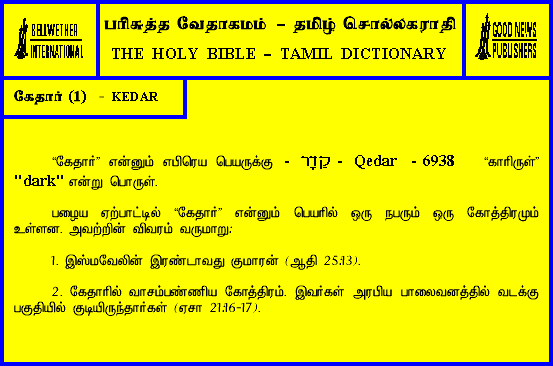 BELLWETHER
INTERNATIONAL
பரிசுத்த வேதாகமம் - தமிழ் சொல்லகராதி
THE HOLY BIBLE - TAMIL DICTIONARY
GOOD NEWS
PUBLISHERS
கேதார் (1) - KEDAR
“கேதார்” என்னும் எபிரெய பெயருக்கு - קֵדָר - Qedar - 6938 “காரிருள்”
"dark" என்று பொருள்.
பழைய ஏற்பாட்டில் “கேதார்” என்னும் பெயரில் ஒரு நபரும் ஒரு கோத்திரமும்
உள்ளன. அவற்றின் விவரம் வருமாறு:
1. இஸ்மவேலின் இரண்டாவது குமாரன் (ஆதி 25:13).
2. கேதாரில் வாசம்பண்ணிய கோத்திரம். இவர்கள் அரபிய பாலைவனத்தில் வடக்கு
பகுதியில் குடியிருந்தார்கள் (ஏசா 21:16-17).